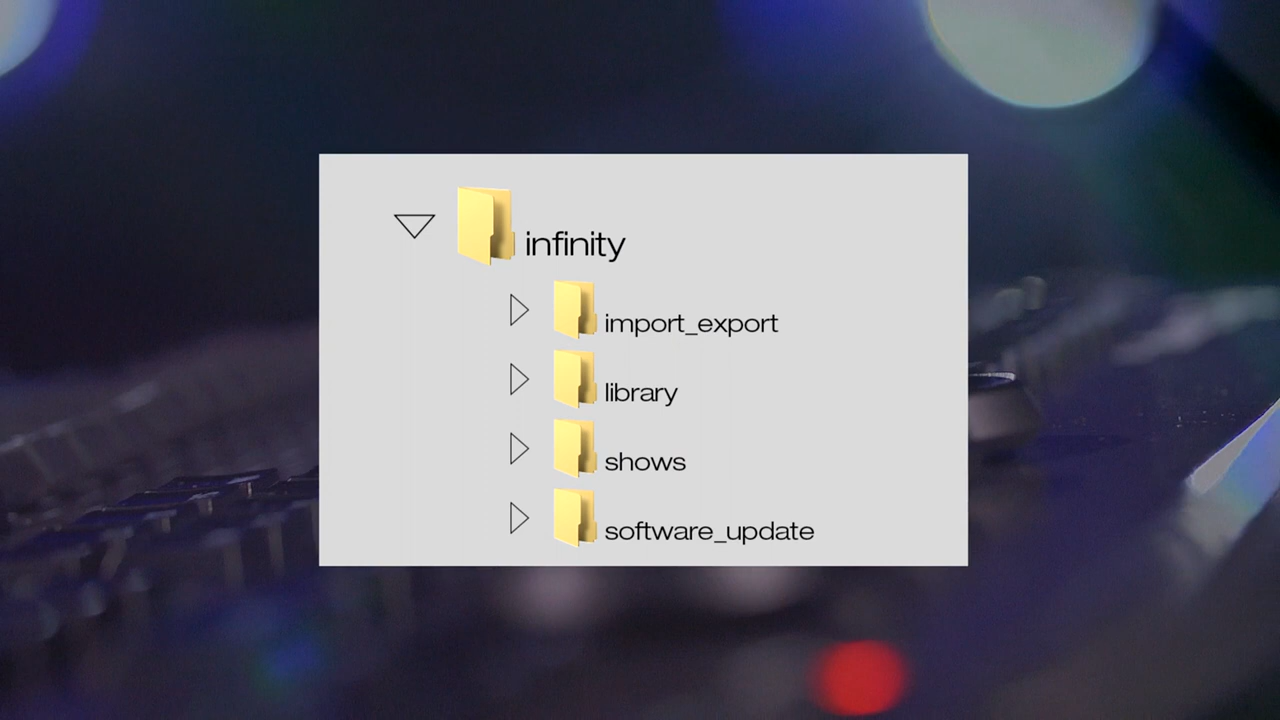 infinity
import_export
library
shows
software_update